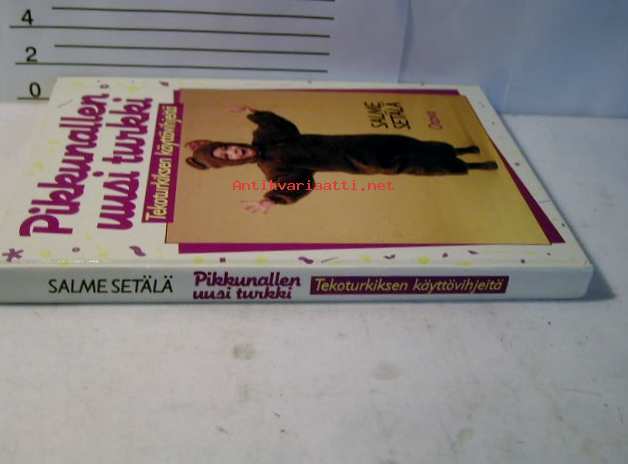 4
2
0
Pikkunallen
uusi turkki
Tekoturkiksen käyttövihjeitä
SALME
SETÄLÄ
Otava
Antikvariaatti.net
SALME SETÄLÄ
Pikkunallen
uusi turkki
Tekoturkiksen käyttövihjeitä